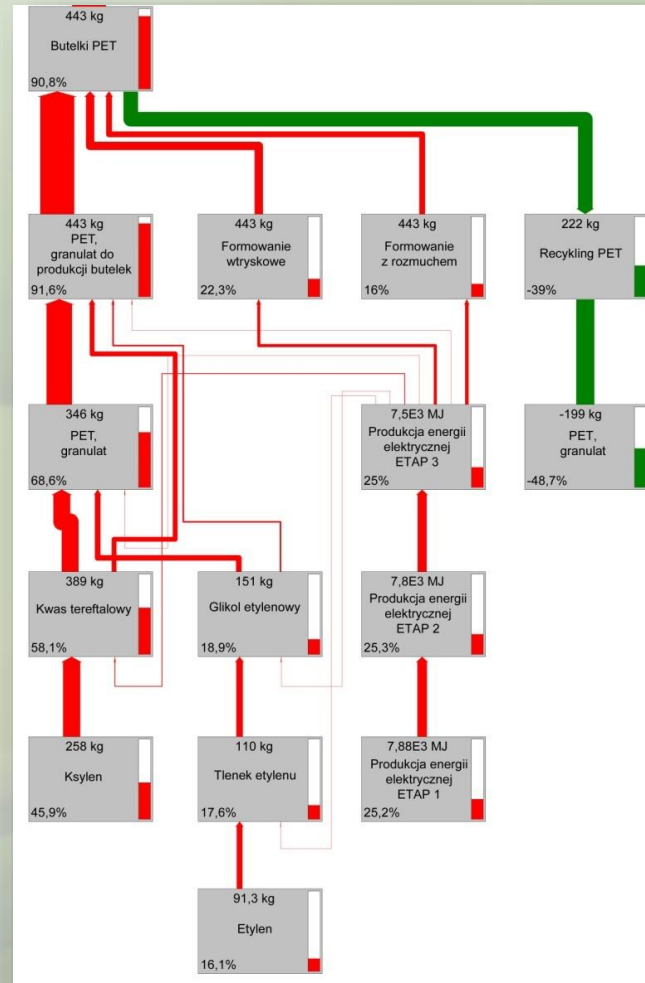 443 kg
Butelki PET
90,8%
443 kg
PET,
granulat do
produkcji butelek
91,6%
443 kg
Formowanie
wtryskowe
22,3%
443 kg
Formowanie
z rozmuchem
16%
222 kg
Recykling PET
-39%
346 kg
PET,
granulat
68,6%
7,5E3 MJ
Produkcja energii
elektrycznej
ETAP 3
25%
-199 kg
PET,
granulat
-48,7%
389 kg
Kwas tereftalowy
58,1%
151 kg
Glikol etylenowy
18,9%
7,8E3 MJ
Produkcja energii
elektrycznej
ETAP 2
25,3%
258 kg
Ksylen
45,9%
110 kg
Tlenek etylenu
17,6%
7,88E3 MJ
Produkcja energii
elektrycznej
ETAP 1
25,2%
91,3 kg
Etylen
16,1%